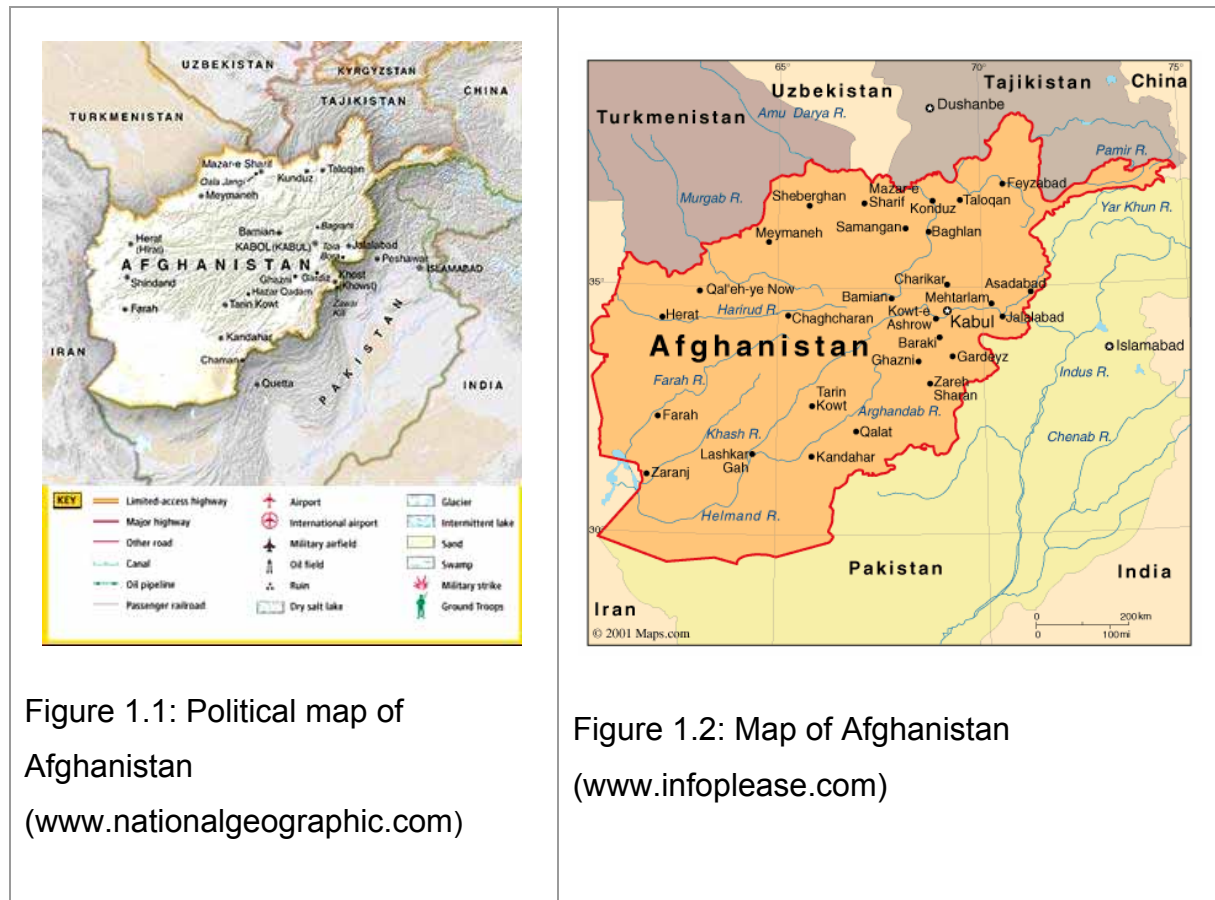 UZBEKISTAN
KYRGYZSTAN
CHINA
TAJIKISTAN
TURKMENISTAN
Mazar-e Sharif
Qala Jangi
Kunduz
Taloqan
Meymaneh
Bagram
Bamian
KABOL (KABUL)
Tora
Bora
Jalalabad
Peshawar
ISLAMABAD
Herat
(Hirat)
AFGHANISTAN
Ghazni
Gardiz
Khost
(Khowst)
Shindand
Hazar Qadam
Zawar
Kili
Farah
Tarin Kowt
Kandahar
Chaman
IRAN
Quetta
PAKISTAN
INDIA
KEY
Limited-access highway
Major highway
Other road
Canal
Oil pipeline
Passenger railroad
Airport
International airport
Military airfield
Oil field
Ruin
Dry salt lake
Glacier
Intermittent lake
Sand
Swamp
Military strike
Ground Troops
Figure 1.1: Political map of
Afghanistan
(www.nationalgeographic.com)
65°
70°
75°
Uzbekistan
Tajikistan
China
Dushanbe
Turkmenistan
Amu Darya R.
Pamir R.
Feyzabad
Murgab R.
Sheberghan
Mazar-e
Sharif
Konduz
Taloqan
Yar Khun R.
Meymaneh
Samangan
Baghlan
35°
Qal'eh-ye Now
Charikar
Asadabad
Bamian
Mehtarlam
Herat
Harirud R.
Chaghcharan
Kowt-e
Ashrow
Kabul
Jalalabad
Afghanistan
Baraki
Islamabad
Ghazni
Gardeyz
Farah R.
Indus R.
Zareh
Sharan
Tarin
Kowt
Farah
Arghandab R.
Khash R.
Qalat
Chenab R.
Lashkar
Gah
Kandahar
Zaranj
Helmand R.
30°
Pakistan
India
Iran
0
200km
0
100mi
© 2001 Maps.com
Figure 1.2: Map of Afghanistan
(www.infoplease.com)